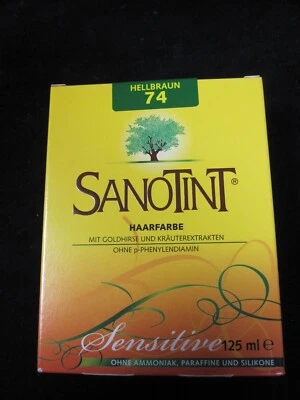 HELLBRAUN
74
SANOTINT®
HAARFARBE
MIT GOLDHIRSE UND KRÄUTEREXTRAKTEN
OHNE p-PHENYLENDIAMIN
Sensitive 125 ml e
OHNE AMMONIAK, PARAFFINE UND SILIKONE